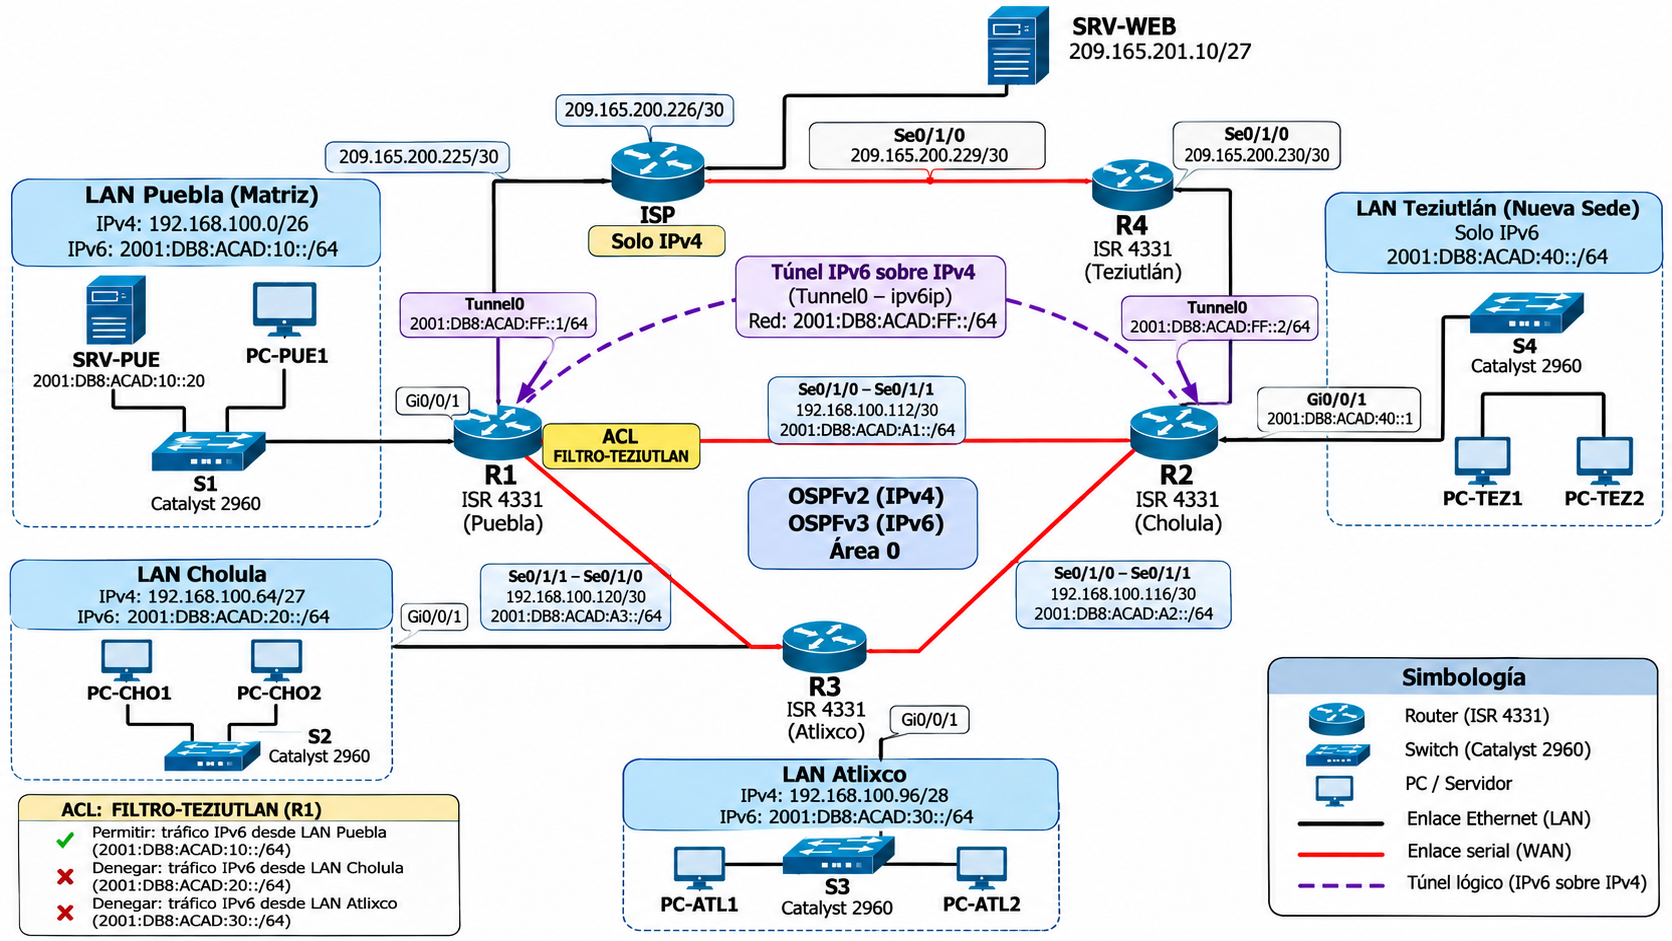 SRV-WEB
209.165.201.10/27
209.165.200.226/30
209.165.200.225/30
Se0/1/0
209.165.200.229/30
Se0/1/0
209.165.200.230/30
ISP
Solo IPv4
R4
ISR 4331
(Teziutlán)
LAN Puebla (Matriz)
IPv4: 192.168.100.0/26
IPv6: 2001:DB8:ACAD:10::/64
SRV-PUE
2001:DB8:ACAD:10::20
PC-PUE1
S1
Catalyst 2960
LAN Teziutlán (Nueva Sede)
Solo IPv6
2001:DB8:ACAD:40::/64
S4
Catalyst 2960
PC-TEZ1
PC-TEZ2
Túnel IPv6 sobre IPv4
(Tunnel0 – ipv6ip)
Red: 2001:DB8:ACAD:FF::/64
Tunnel0
2001:DB8:ACAD:FF::1/64
Tunnel0
2001:DB8:ACAD:FF::2/64
Gi0/0/1
R1
ISR 4331
(Puebla)
ACL
FILTRO-TEZIUTLAN
Se0/1/0 – Se0/1/1
192.168.100.112/30
2001:DB8:ACAD:A1::/64
R2
ISR 4331
(Cholula)
Gi0/0/1
2001:DB8:ACAD:40::1
OSPFv2 (IPv4)
OSPFv3 (IPv6)
Área 0
Se0/1/1 – Se0/1/0
192.168.100.120/30
2001:DB8:ACAD:A3::/64
Se0/1/0 – Se0/1/1
192.168.100.116/30
2001:DB8:ACAD:A2::/64
LAN Cholula
IPv4: 192.168.100.64/27
IPv6: 2001:DB8:ACAD:20::/64
Gi0/0/1
PC-CHO1
PC-CHO2
S2
Catalyst 2960
R3
ISR 4331
(Atlixco)
Gi0/0/1
LAN Atlixco
IPv4: 192.168.100.96/28
IPv6: 2001:DB8:ACAD:30::/64
PC-ATL1
S3
Catalyst 2960
PC-ATL2
ACL: FILTRO-TEZIUTLAN (R1)
Permitir: tráfico IPv6 desde LAN Puebla
(2001:DB8:ACAD:10::/64)
Denegar: tráfico IPv6 desde LAN Cholula
(2001:DB8:ACAD:20::/64)
Denegar: tráfico IPv6 desde LAN Atlixco
(2001:DB8:ACAD:30::/64)
Simbología
Router (ISR 4331)
Switch (Catalyst 2960)
PC / Servidor
Enlace Ethernet (LAN)
Enlace serial (WAN)
Túnel lógico (IPv6 sobre IPv4)